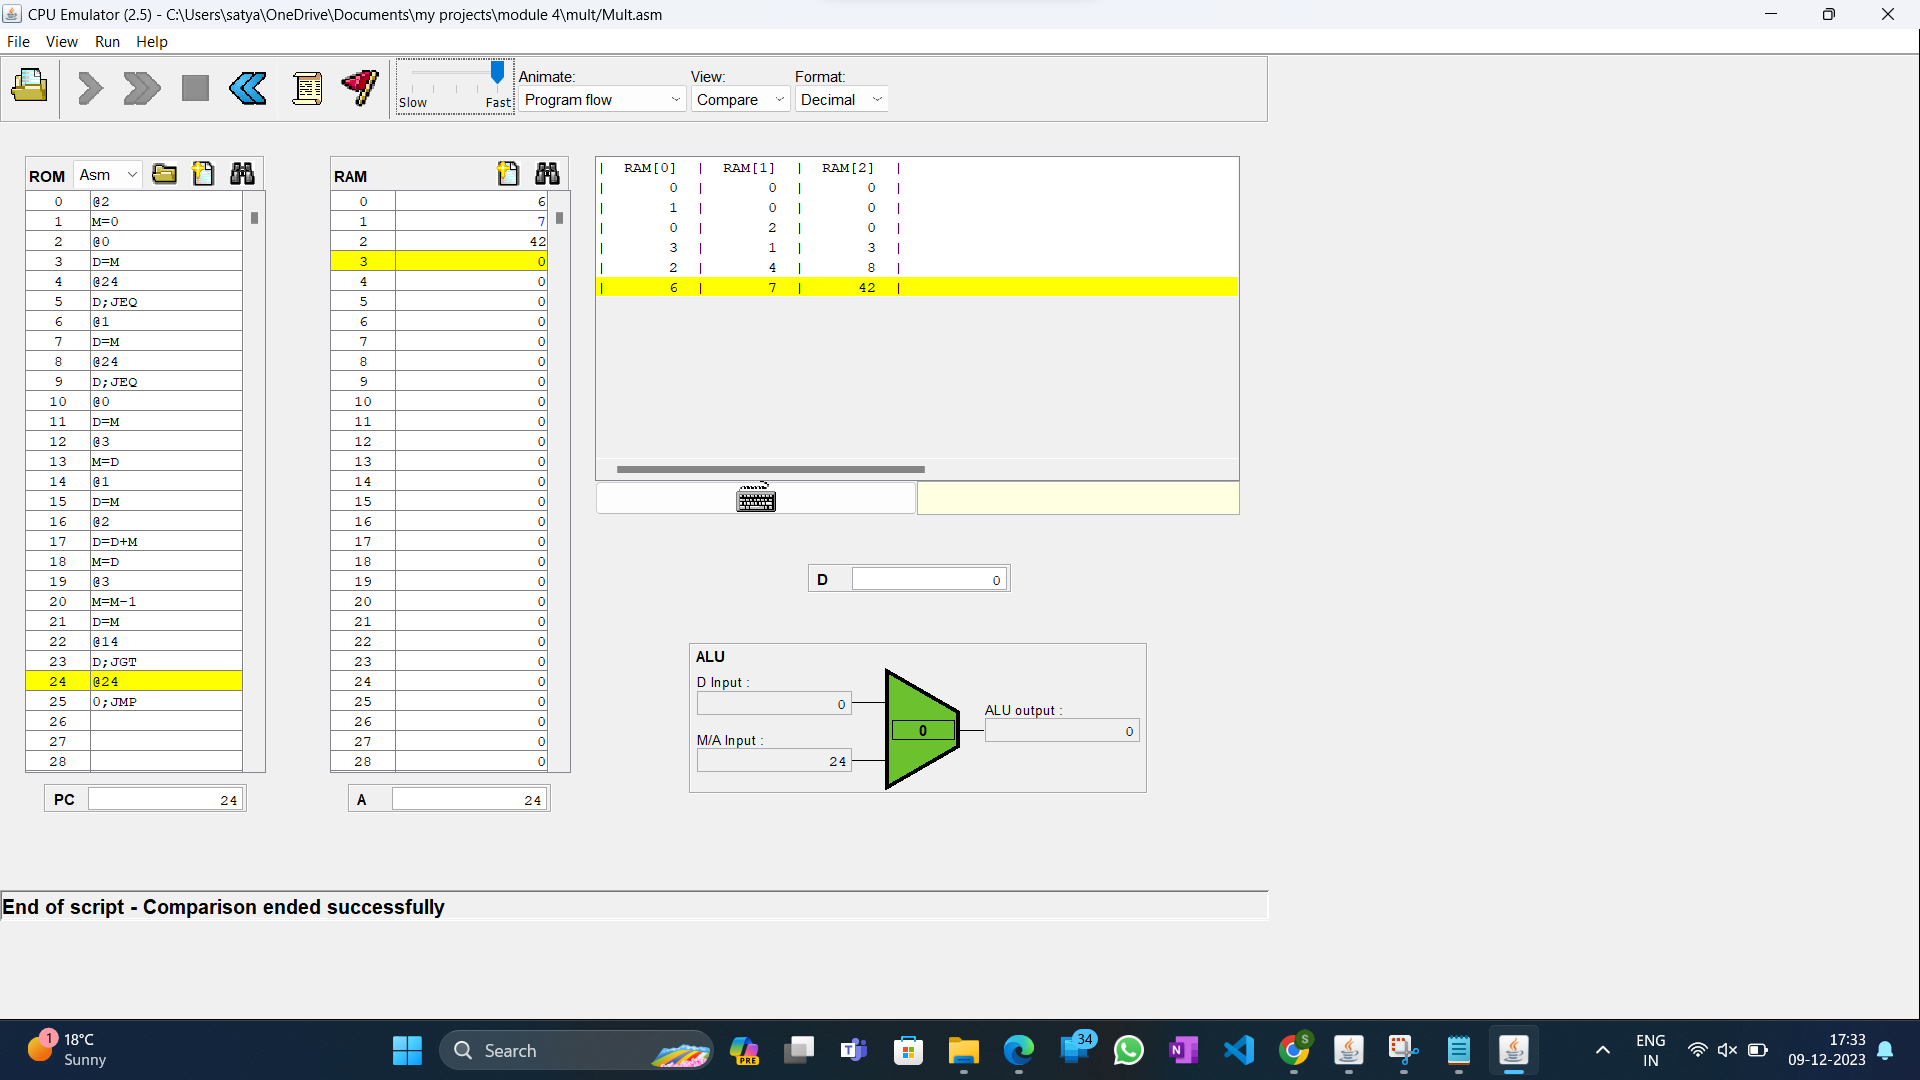 CPU Emulator (2.5) - C:\Users\satya\OneDrive\Documents\my projects\module 4\mult/Mult.asm
File View Run Help
Slow Fast
Animate:
Program flow
View:
Compare
Format:
Decimal
ROM Asm
0 @2
1 M=0
2 @0
3 D=M
4 @24
5 D;JEQ
6 @1
7 D=M
8 @24
9 D;JEQ
10 @0
11 D=M
12 @3
13 M=D
14 @1
15 D=M
16 @2
17 D=D+M
18 M=D
19 @3
20 M=M-1
21 D=M
22 @14
23 D;JGT
24 @24
25 0;JMP
26
27
28
PC 24
RAM
0 6
1 7
2 42
3 0
4 0
5 0
6 0
7 0
8 0
9 0
10 0
11 0
12 0
13 0
14 0
15 0
16 0
17 0
18 0
19 0
20 0
21 0
22 0
23 0
24 0
25 0
26 0
27 0
28 0
A 24
| RAM[0] | RAM[1] | RAM[2] |
| 0 | 0 | 0 |
| 1 | 0 | 0 |
| 0 | 2 | 0 |
| 3 | 1 | 3 |
| 2 | 4 | 8 |
| 6 | 7 | 42 |
D 0
ALU
D Input :
0
M/A Input :
24
0
ALU output :
0
End of script - Comparison ended successfully
1
18°C
Sunny
Search
PRE
34
S
ENG
IN
17:33
09-12-2023